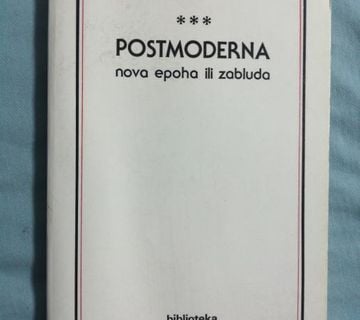 ***
POSTMODERNA
nova epoha ili zabluda
biblioteka